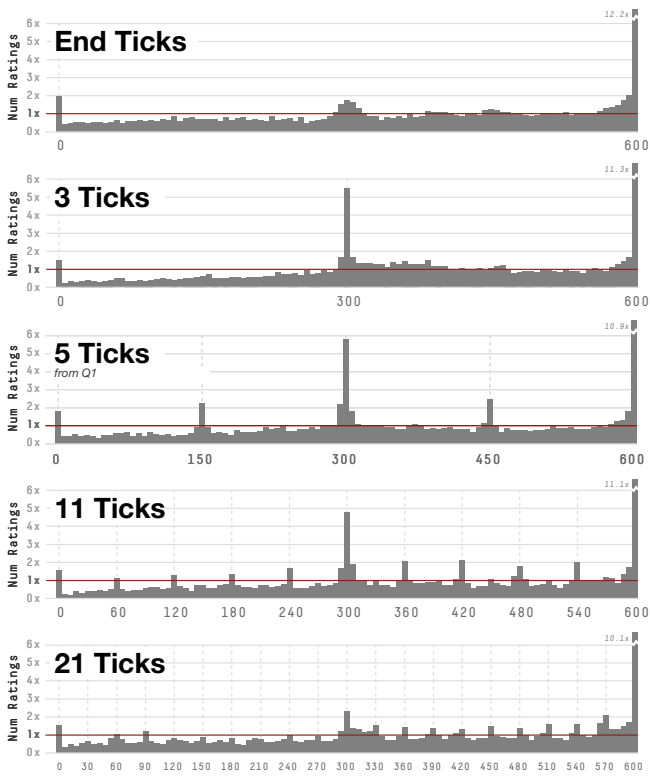 12.2x
6x
End Ticks
5x
4x
3x
2x
1x
0x
Num Ratings
0 600
11.3x
6x
3 Ticks
5x
4x
3x
2x
1x
0x
Num Ratings
0 300 600
10.9x
6x
5 Ticks
5x
from Q1
4x
3x
2x
1x
0x
Num Ratings
0 150 300 450 600
11.1x
6x
11 Ticks
5x
4x
3x
2x
1x
0x
Num Ratings
0 60 120 180 240 300 360 420 480 540 600
10.1x
6x
21 Ticks
5x
4x
3x
2x
1x
0x
Num Ratings
0 30 60 90 120 150 180 210 240 270 300 330 360 390 420 450 480 510 540 570 600